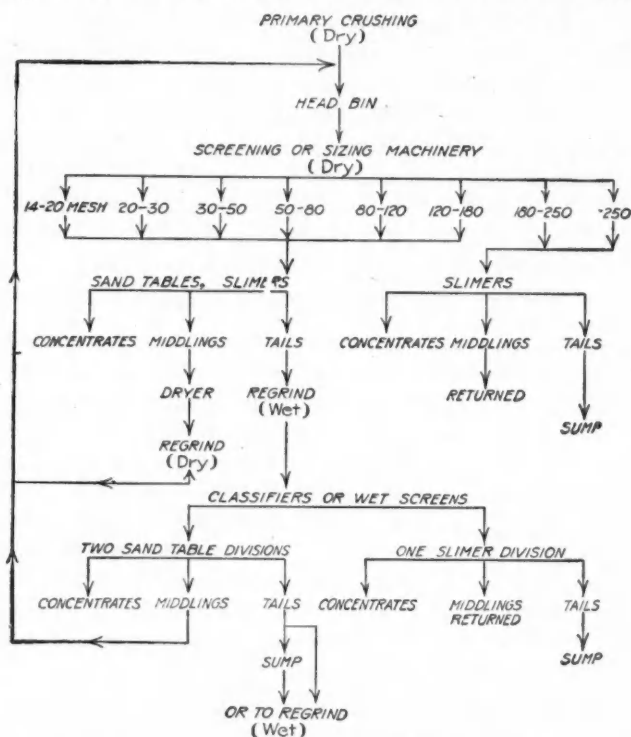 PRIMARY CRUSHING
(Dry)
HEAD BIN
SCREENING OR SIZING MACHINERY
(Dry)
14-20 MESH 20-30 30-50 50-80 80-120 120-180 180-250 -250
SAND TABLES, SLIMERS SLIMERS
CONCENTRATES MIDDLINGS TAILS CONCENTRATES MIDDLINGS TAILS
DRYER REGRIND RETURNED
(Wet)
SUMP
REGRIND
(Dry)
CLASSIFIERS OR WET SCREENS
TWO SAND TABLE DIVISIONS ONE SLIMER DIVISION
CONCENTRATES MIDDLINGS TAILS CONCENTRATES MIDDLINGS TAILS
RETURNED
SUMP SUMP
OR TO REGRIND
(Wet)